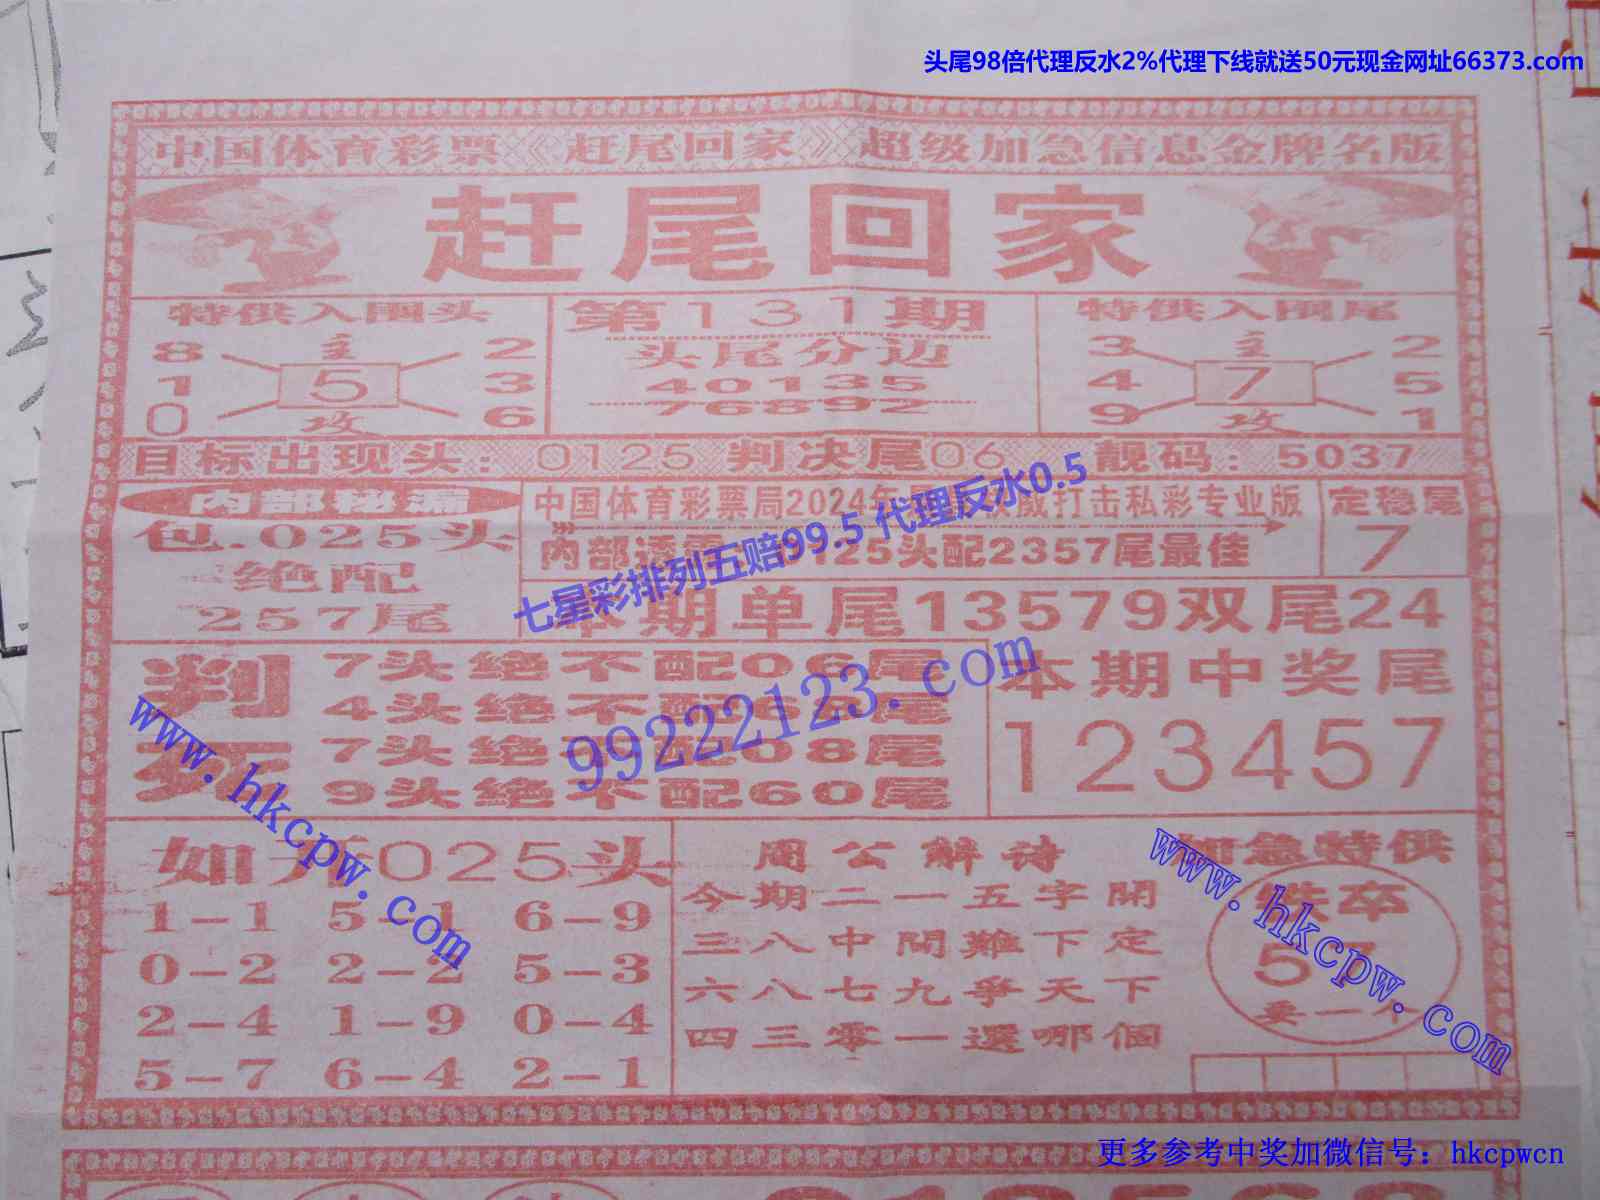 头尾98倍代理反水2%代理下线就送50元现金网址66373.com
中国体育彩票《赶尾回家》超级加急信息金牌名版
赶尾回家
特供入围头
8 主 2
1 5 3
0 攻 6
第131期
头尾分边
40135
76892
特供入围尾
3 主 2
4 7 5
9 攻 1
目标出现头：0125 判决尾06 靓码：5037
内部秘漏
包.025头
绝配
257尾
中国体育彩票局2024年 威打击私彩专业版
内部透 125头配2357尾最佳
定稳尾
7
七星彩排列五赔99.5 代理反水0.5
本期单尾13579双尾24
判死
7头绝不配06尾
4头绝不配 尾
7头绝不配08尾
9头绝不配60尾
99222123.com
本期中奖尾
123457
www.hkcpw.com
如 025头
1-1 5-1 6-9
0-2 2-2 5-3
2-4 1-9 0-4
5-7 6-4 2-1
周公解诗
今期二一五字開
三八中間難下定
六八七九爭天下
四三零一選哪個
急特供
卒
5
卖一个
www.hkcpw.com
更多参考中奖加微信号：hkcpwcn